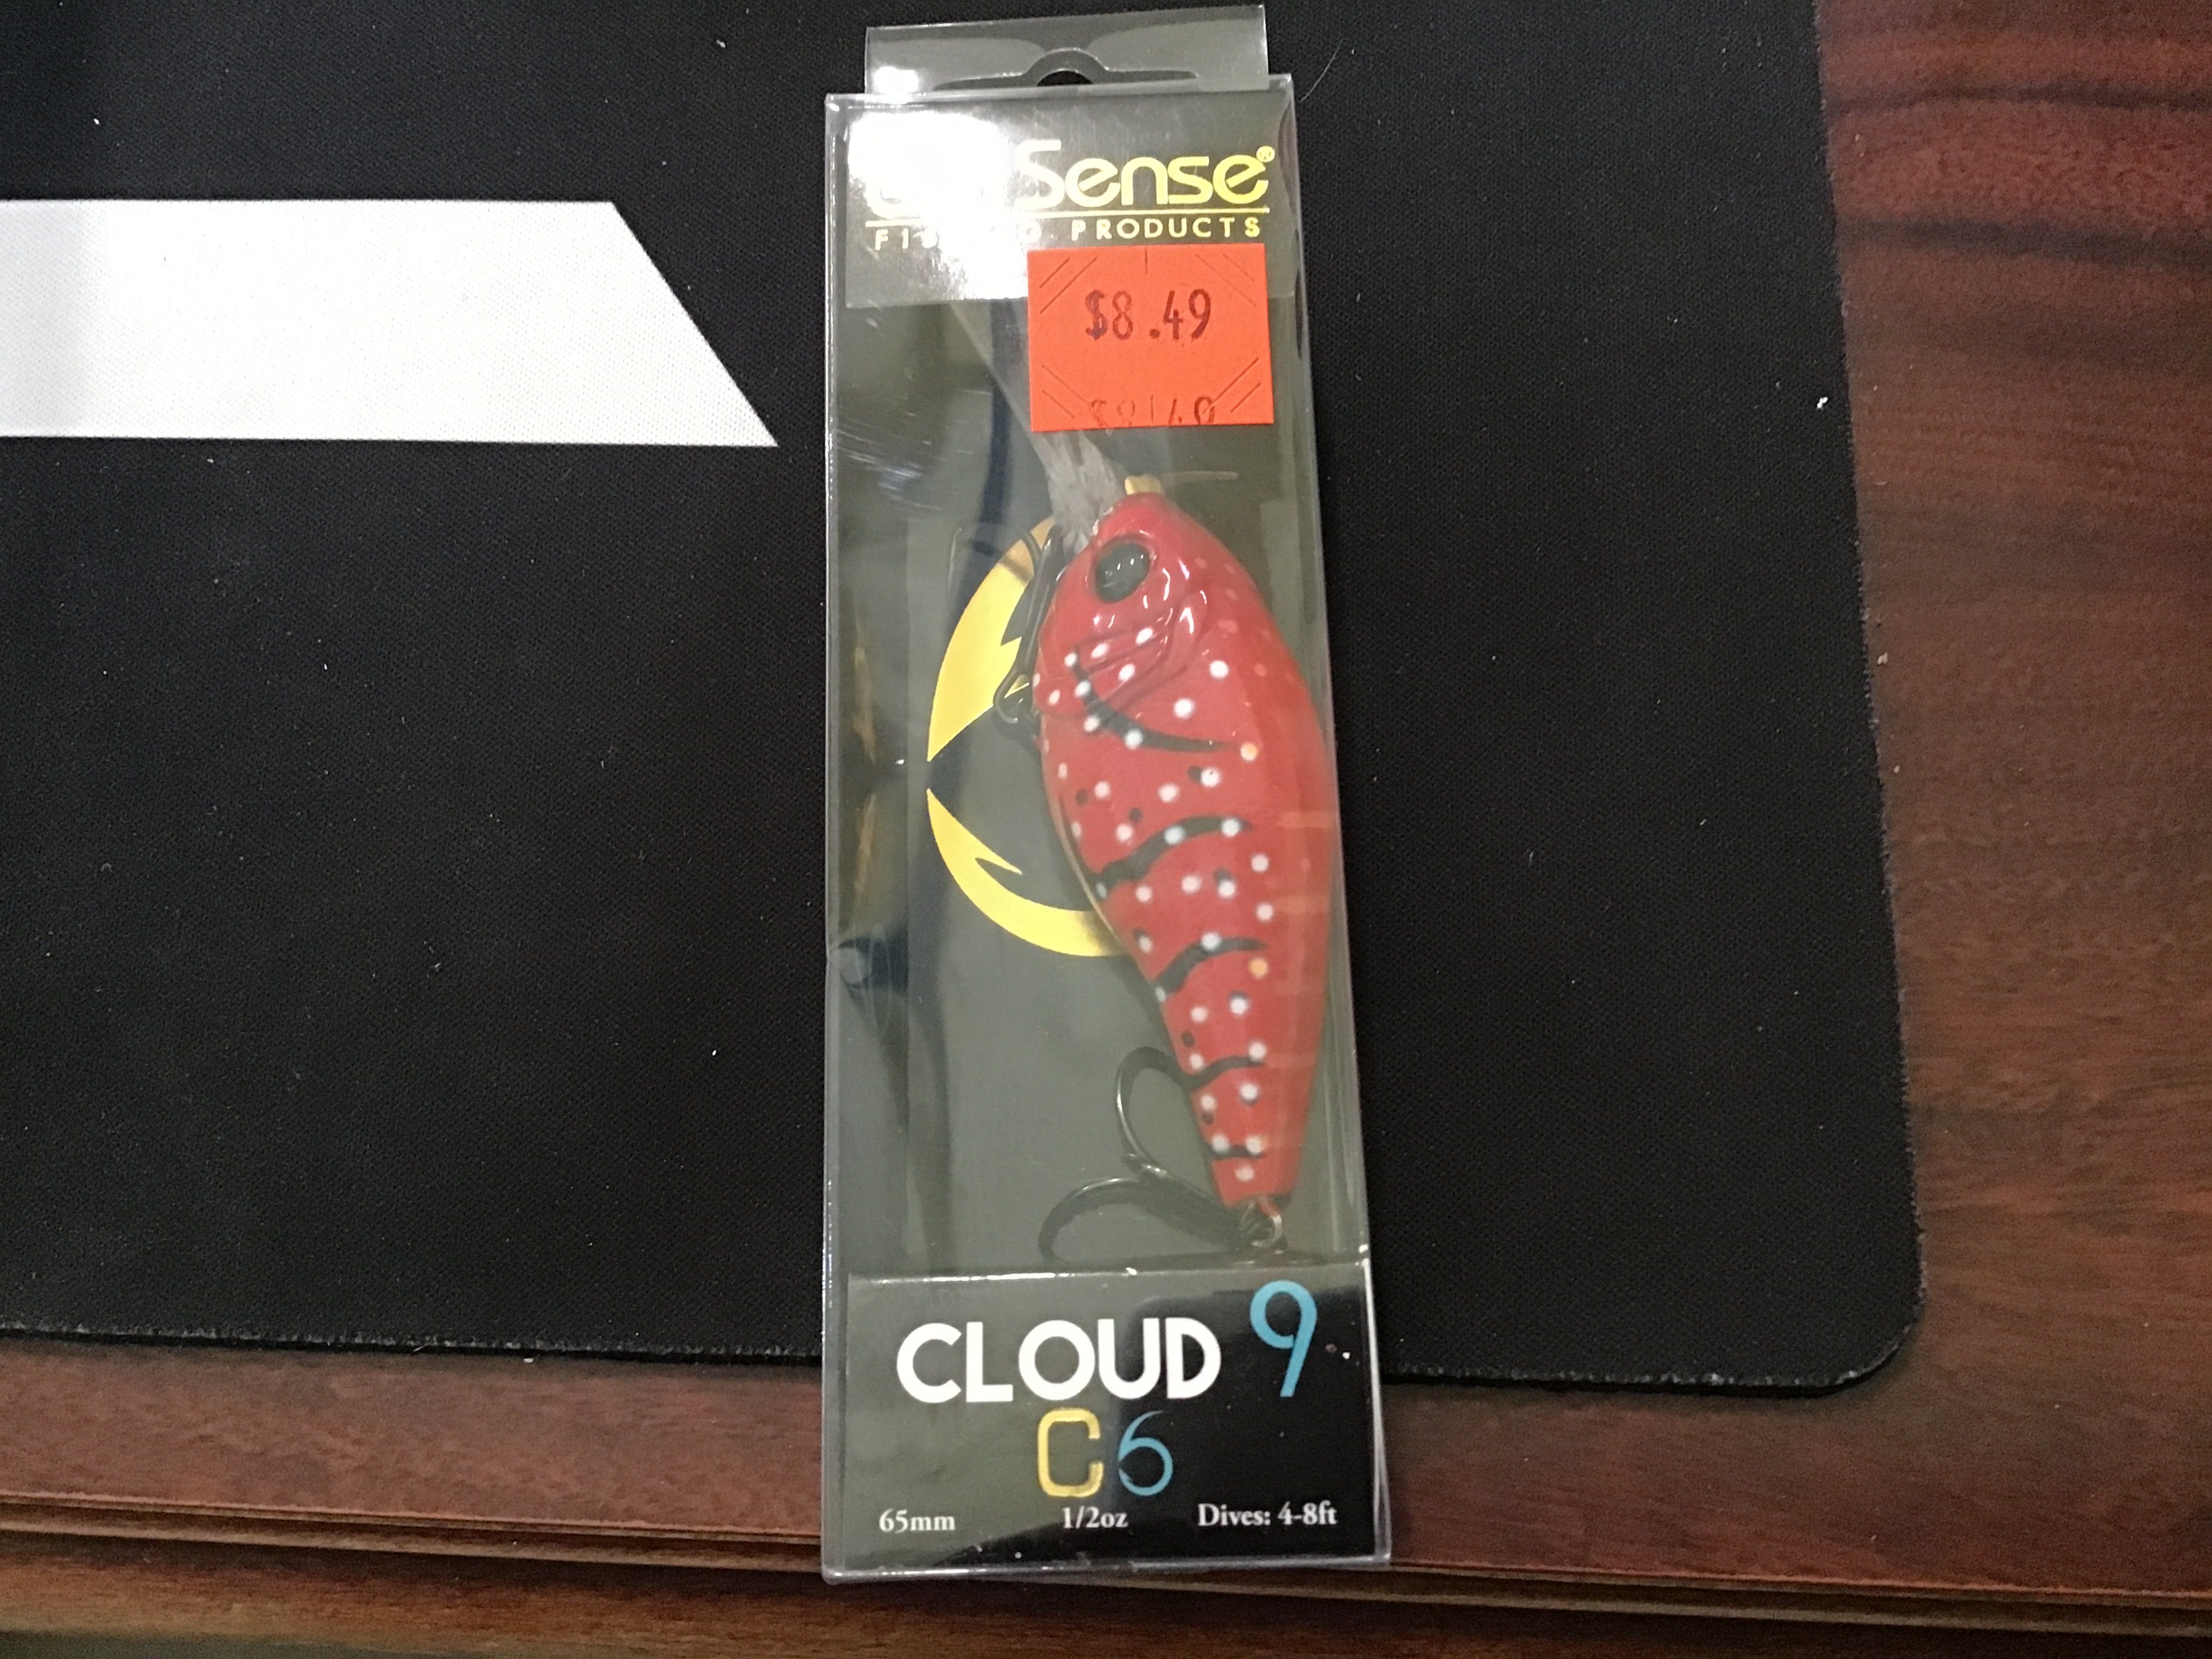 Sense®
PRODUCTS
$8.49
CLOUD 9
C6
65mm 1/2oz Dives: 4-8ft